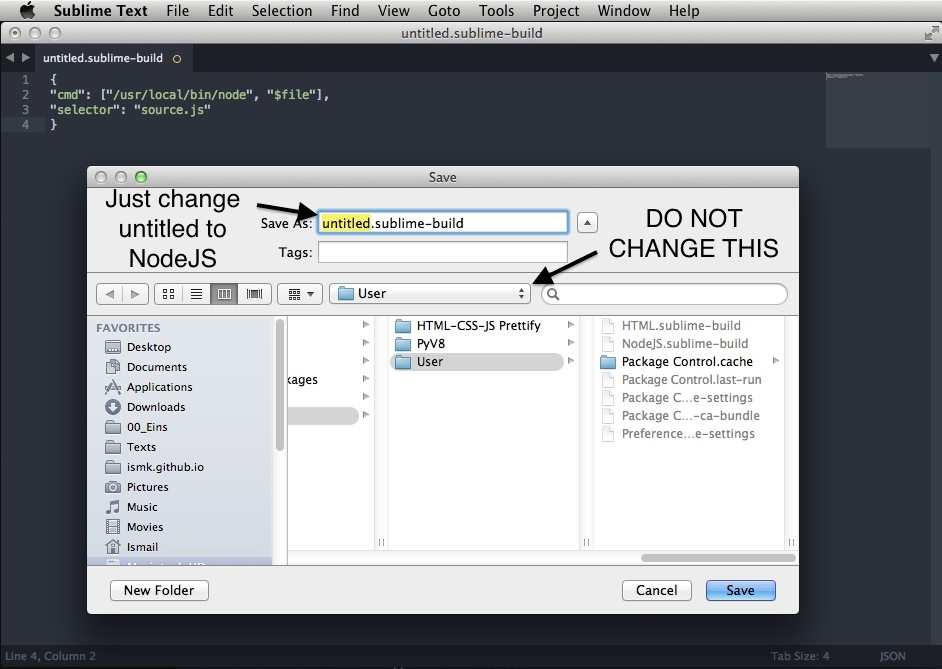 Sublime Text File Edit Selection Find View Goto Tools Project Window Help
untitled.sublime-build
untitled.sublime-build
1 {
2 "cmd": ["/usr/local/bin/node", "$file"],
3 "selector": "source.js"
4 }
Save
Just change
untitled to
NodeJS
Save As: untitled.sublime-build
Tags:
DO NOT
CHANGE THIS
User
FAVORITES
Desktop
Documents
Applications
Downloads
00_Eins
Texts
ismk.github.io
Pictures
Music
Movies
Ismail
kages
HTML-CSS-JS Prettify
PyV8
User
HTML.sublime-build
NodeJS.sublime-build
Package Control.cache
Package Control.last-run
Package C...e-settings
Package C...-ca-bundle
Preference...e-settings
New Folder
Cancel
Save
Line 4, Column 2
Tab Size: 4
JSON